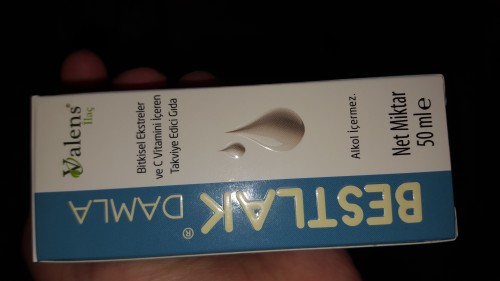 Valens®
İlaç
Bitkisel Ekstreler
ve C Vitamini İçeren
Takviye Edici Gıda
Alkol İçermez.
Net Miktar
50 ml e
BESTLAK®
DAMLA